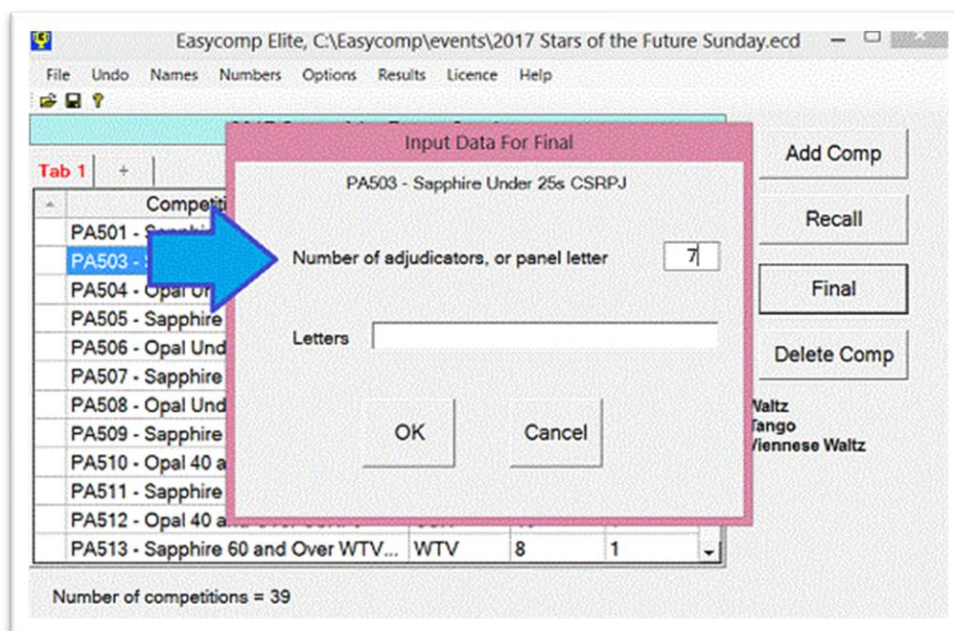 Easycomp Elite, C:\Easycomp\events\2017 Stars of the Future Sunday.ecd
File Undo Names Numbers Options Results Licence Help
Input Data For Final
PA503 - Sapphire Under 25s CSRPJ
Tab 1 +
Add Comp
Competiti
Recall
PA501 -
PA503 -
Number of adjudicators, or panel letter 7
PA504 - Opal
Final
PA505 - Sapphire
Letters
PA506 - Opal Und
Delete Comp
PA507 - Sapphire
PA508 - Opal Und
Waltz
Tango
Viennese Waltz
PA509 - Sapphire
OK Cancel
PA510 - Opal 40 a
PA511 - Sapphire
PA512 - Opal 40 a
PA513 - Sapphire 60 and Over WTV... WTV 8 1
Number of competitions = 39